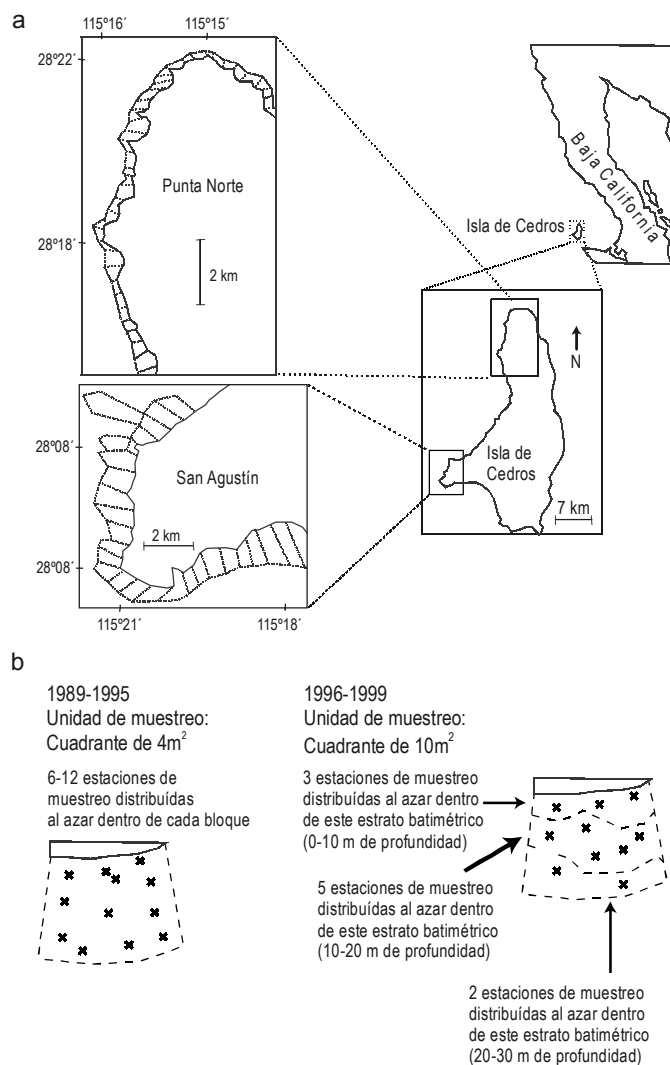 a
115º16´
115º15´
28º22´
Punta Norte
28º18´
2 km
Baja California
Isla de Cedros
N
Isla de
Cedros
7 km
28º08´
San Agustín
2 km
28º08´
115º21´
115º18´
b
1989-1995
Unidad de muestreo:
Cuadrante de 4m²
6-12 estaciones de
muestreo distribuídas
al azar dentro de cada bloque
1996-1999
Unidad de muestreo:
Cuadrante de 10m²
3 estaciones de muestreo
distribuídas al azar dentro
de este estrato batimétrico
(0-10 m de profundidad)
5 estaciones de muestreo
distribuídas al azar dentro
de este estrato batimétrico
(10-20 m de profundidad)
2 estaciones de muestreo
distribuídas al azar dentro
de este estrato batimétrico
(20-30 m de profundidad)